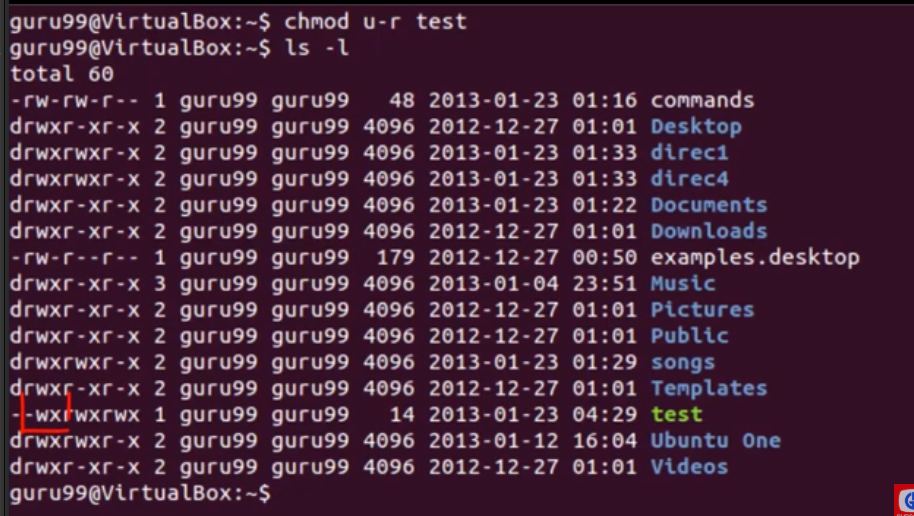 guru99@VirtualBox:~$ chmod u-r test
guru99@VirtualBox:~$ ls -l
total 60
-rw-rw-r-- 1 guru99 guru99   48 2013-01-23 01:16 commands
drwxr-xr-x 2 guru99 guru99 4096 2012-12-27 01:01 Desktop
drwxrwxr-x 2 guru99 guru99 4096 2013-01-23 01:33 direc1
drwxrwxr-x 2 guru99 guru99 4096 2013-01-23 01:33 direc4
drwxr-xr-x 2 guru99 guru99 4096 2013-01-23 01:22 Documents
drwxr-xr-x 2 guru99 guru99 4096 2012-12-27 01:01 Downloads
-rw-r--r-- 1 guru99 guru99  179 2012-12-27 00:50 examples.desktop
drwxr-xr-x 3 guru99 guru99 4096 2013-01-04 23:51 Music
drwxr-xr-x 2 guru99 guru99 4096 2012-12-27 01:01 Pictures
drwxr-xr-x 2 guru99 guru99 4096 2012-12-27 01:01 Public
drwxrwxr-x 2 guru99 guru99 4096 2013-01-23 01:29 songs
drwxr-xr-x 2 guru99 guru99 4096 2012-12-27 01:01 Templates
--wxrwxrwx 1 guru99 guru99   14 2013-01-23 04:29 test
drwxrwxr-x 2 guru99 guru99 4096 2013-01-12 16:04 Ubuntu One
drwxr-xr-x 2 guru99 guru99 4096 2012-12-27 01:01 Videos
guru99@VirtualBox:~$